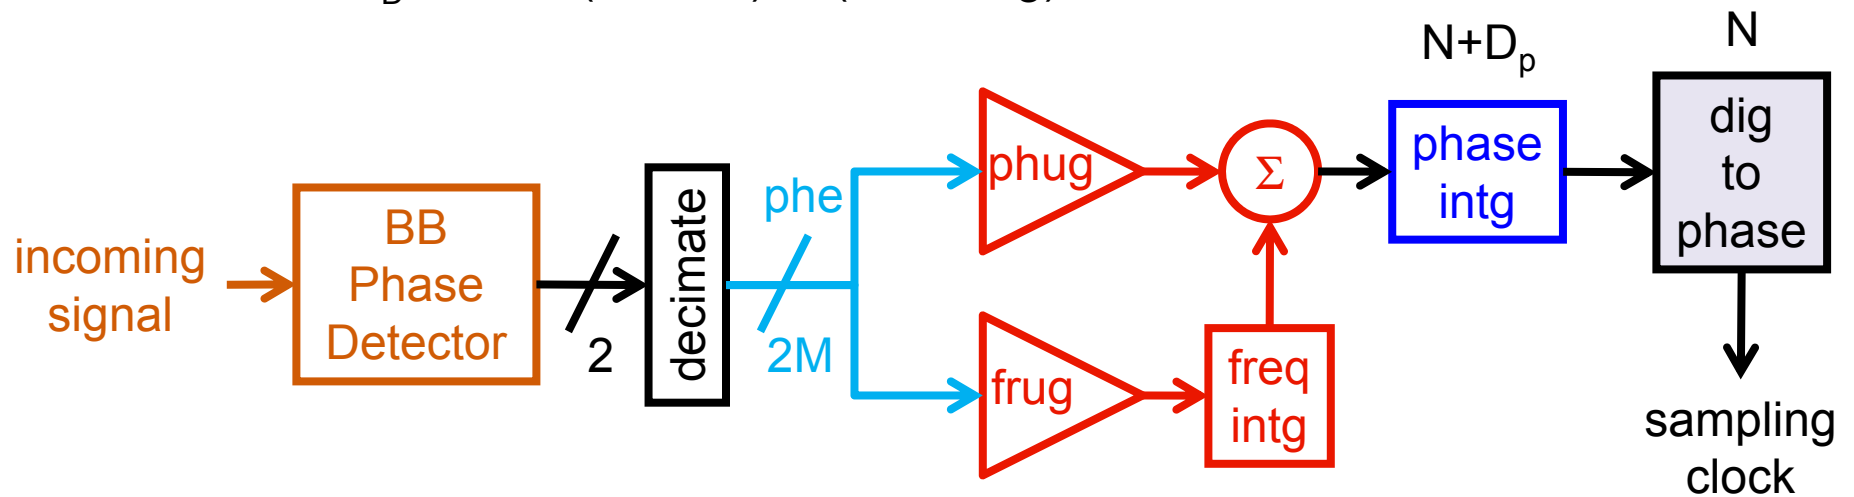 N+Dₚ
N
incoming
signal
BB
Phase
Detector
2
decimate
phe
2M
phug
frug
Σ
freq
intg
phase
intg
dig
to
phase
sampling
clock